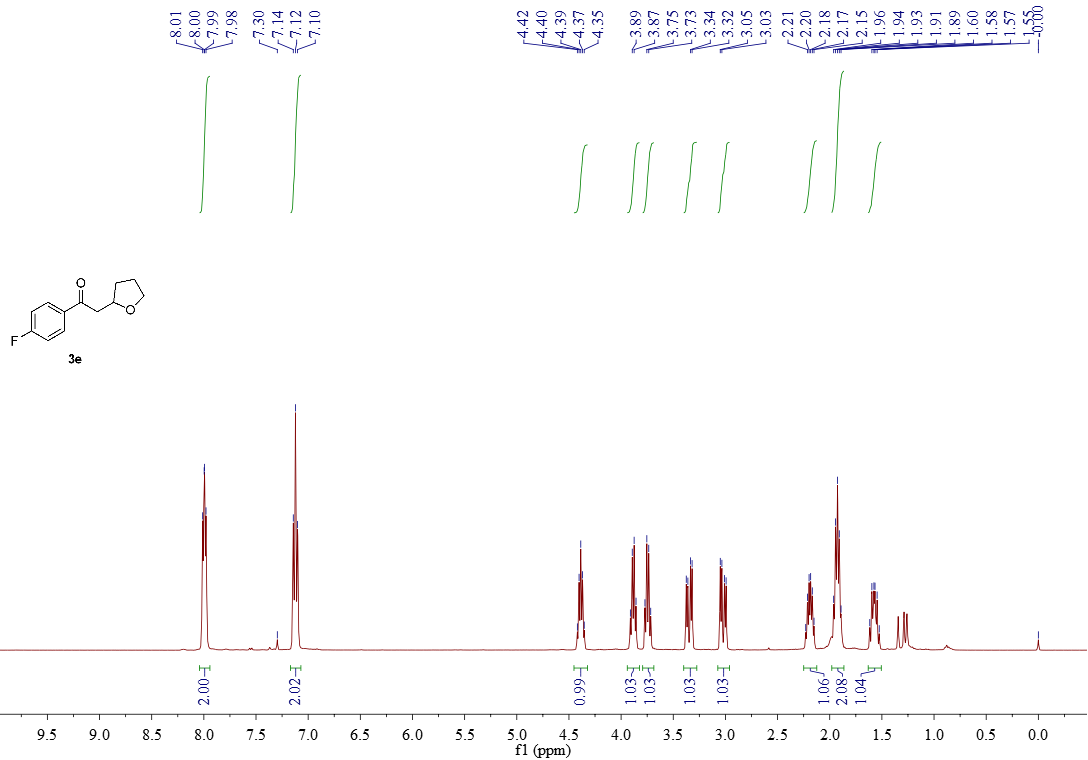 8.01 8.00 7.99 7.98 7.30 7.14 7.12 7.10 4.42 4.40 4.39 4.37 4.35 3.89 3.87 3.75 3.73 3.34 3.32 3.05 3.03 2.21 2.20 2.18 2.17 2.15 1.96 1.94 1.93 1.91 1.89 1.60 1.58 1.57 1.55 -0.00
O
O
F
3e
2.00 2.02 0.99 1.03 1.03 1.03 1.03 1.06 2.08 1.04
9.5 9.0 8.5 8.0 7.5 7.0 6.5 6.0 5.5 5.0 4.5 4.0 3.5 3.0 2.5 2.0 1.5 1.0 0.5 0.0
f1 (ppm)